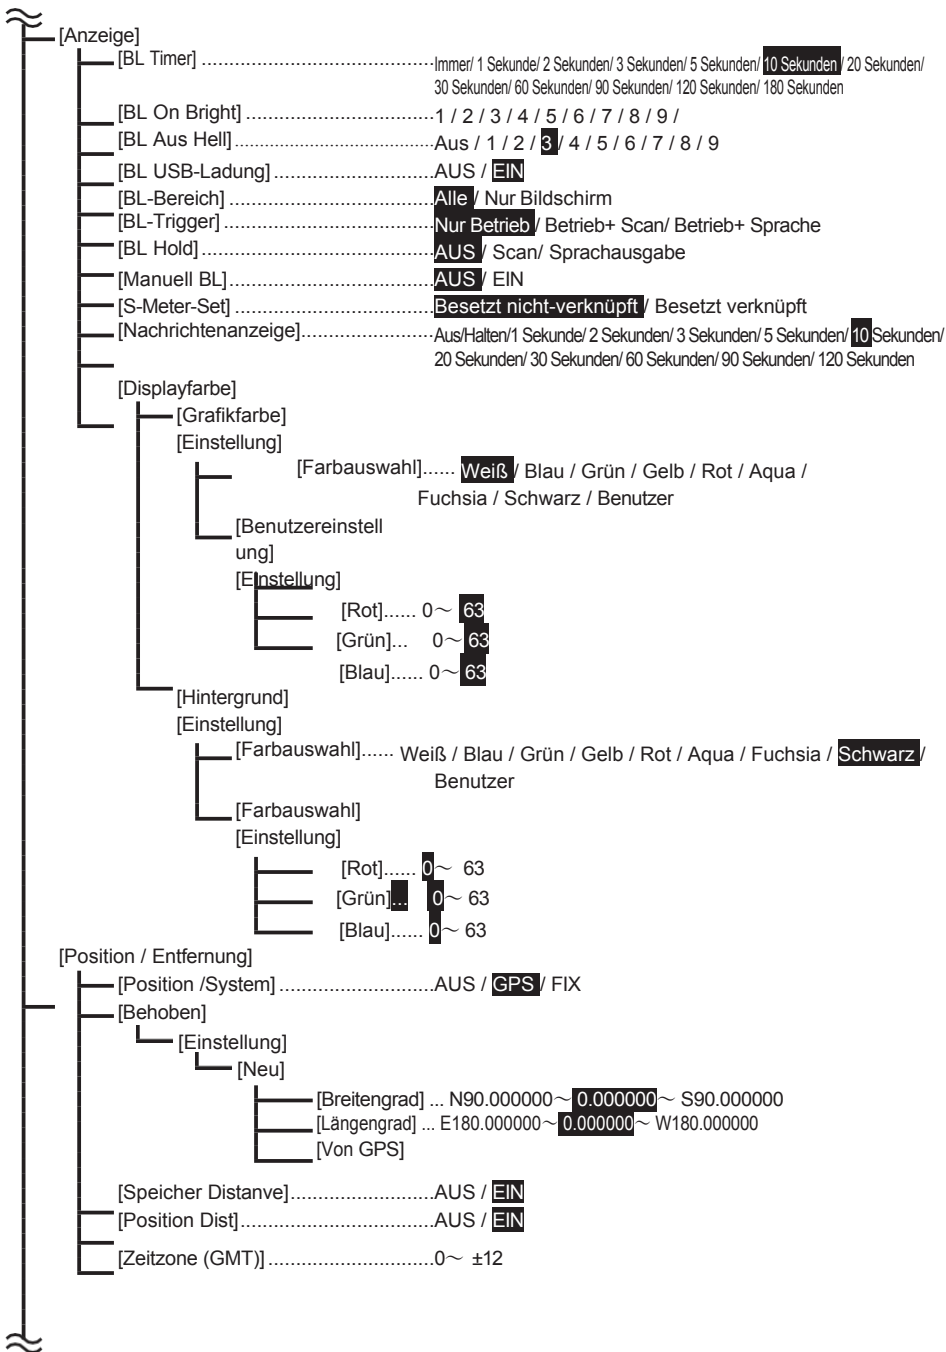 [Anzeige]
[BL Timer] ..........................................Immer/ 1 Sekunde/ 2 Sekunden/ 3 Sekunden/ 5 Sekunden/ 10 Sekunden / 20 Sekunden/
30 Sekunden/ 60 Sekunden/ 90 Sekunden/ 120 Sekunden/ 180 Sekunden
[BL On Bright] ..................................1 / 2 / 3 / 4 / 5 / 6 / 7 / 8 / 9 /
[BL Aus Hell]........................................Aus / 1 / 2 / 3 / 4 / 5 / 6 / 7 / 8 / 9
[BL USB-Ladung] ............................AUS / EIN
[BL-Bereich] ....................................Alle / Nur Bildschirm
[BL-Trigger] .....................................Nur Betrieb / Betrieb+ Scan/ Betrieb+ Sprache
[BL Hold] .........................................AUS / Scan/ Sprachausgabe
[Manuell BL]....................................AUS / EIN
[S-Meter-Set] ...................................Besetzt nicht-verknüpft / Besetzt verknüpft
[Nachrichtenanzeige].......................Aus/Halten/1 Sekunde/ 2 Sekunden/ 3 Sekunden/ 5 Sekunden/ 10 Sekunden/
20 Sekunden/ 30 Sekunden/ 60 Sekunden/ 90 Sekunden/ 120 Sekunden
[Displayfarbe]
[Grafikfarbe]
[Einstellung]
[Farbauswahl]...... Weiß / Blau / Grün / Gelb / Rot / Aqua /
Fuchsia / Schwarz / Benutzer
[Benutzereinstell
ung]
[Einstellung]
[Rot]...... 0～ 63
[Grün]... 0～ 63
[Blau]...... 0～ 63
[Hintergrund]
[Einstellung]
[Farbauswahl]...... Weiß / Blau / Grün / Gelb / Rot / Aqua / Fuchsia / Schwarz /
Benutzer
[Farbauswahl]
[Einstellung]
[Rot]...... 0～ 63
[Grün]... 0～ 63
[Blau]...... 0～ 63
[Position / Entfernung]
[Position /System] ...........................AUS / GPS / FIX
[Behoben]
[Einstellung]
[Neu]
[Breitengrad] ... N90.000000～ 0.000000～ S90.000000
[Längengrad] ... E180.000000～ 0.000000～ W180.000000
[Von GPS]
[Speicher Distanve].........................AUS / EIN
[Position Dist]..................................AUS / EIN
[Zeitzone (GMT)] .............................0～ ±12